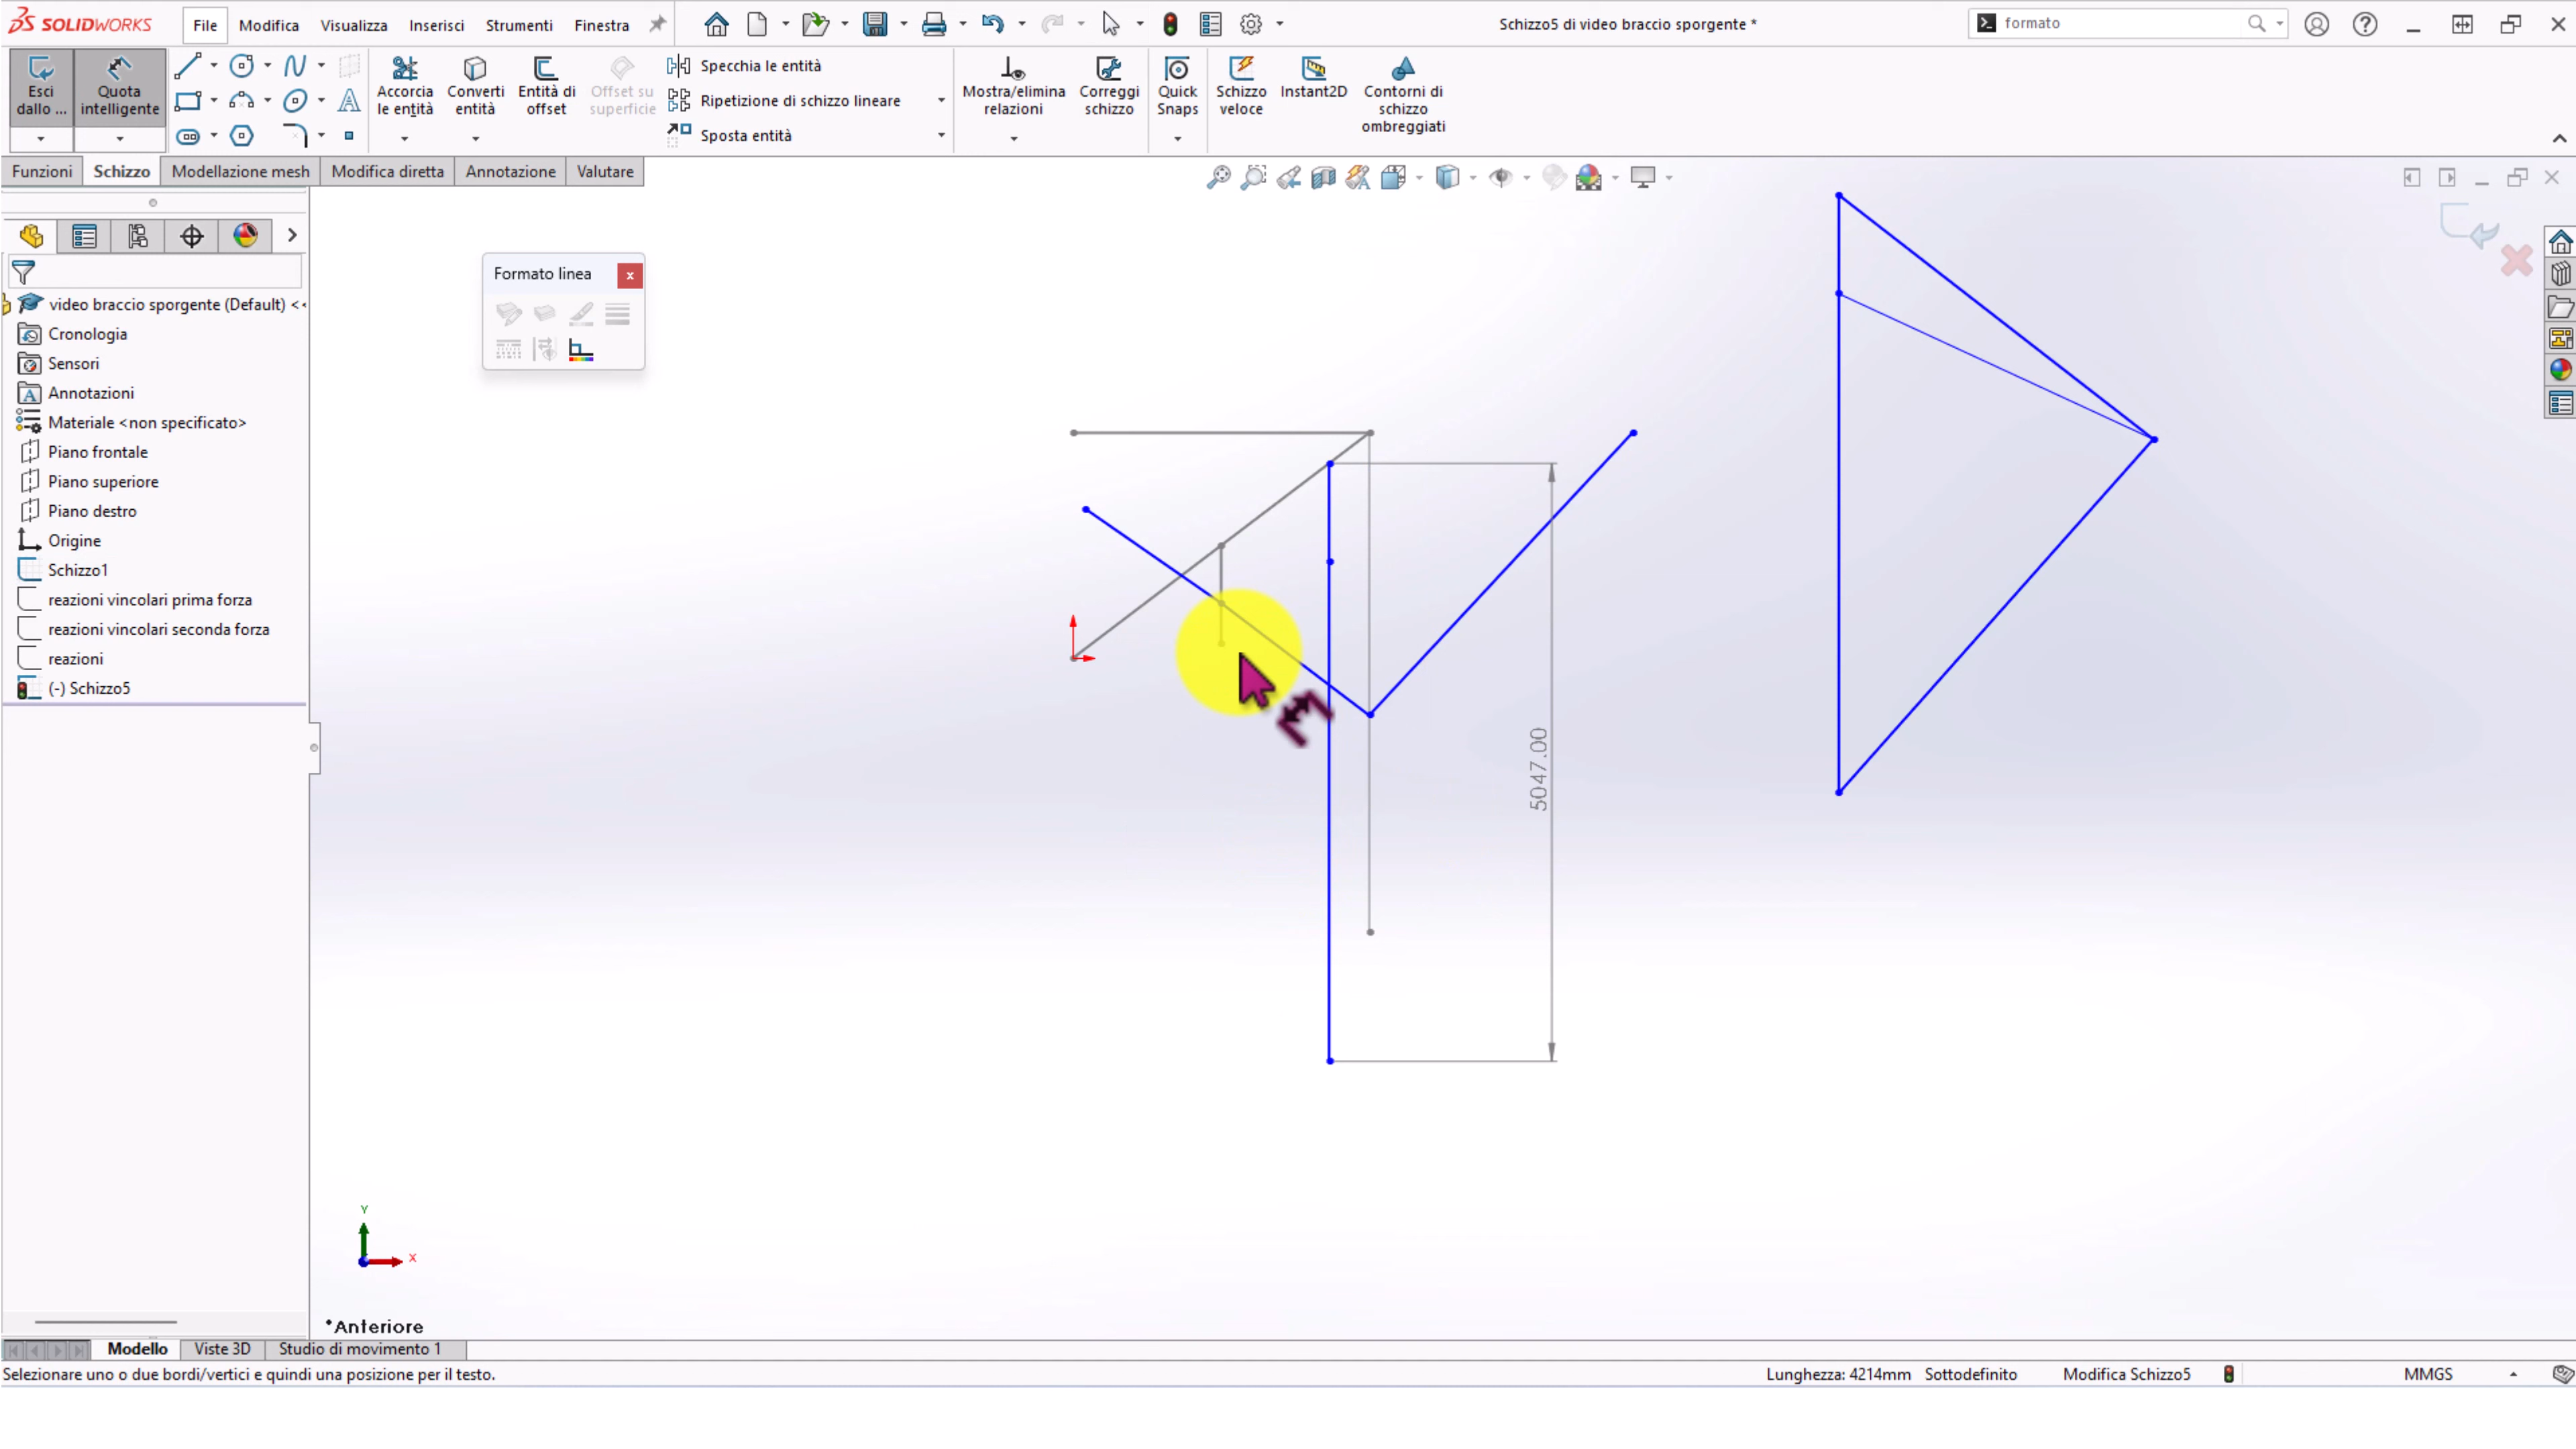 SOLIDWORKS File Modifica Visualizza Inserisci Strumenti Finestra Schizzo5 di video braccio sporgente * formato
Esci
dallo ...
Quota
intelligente
Accorcia
le entità
Converti
entità
Entità di
offset
Offset su
superficie
Specchia le entità
Ripetizione di schizzo lineare
Sposta entità
Mostra/elimina
relazioni
Correggi
schizzo
Quick
Snaps
Schizzo
veloce
Instant2D
Contorni di
schizzo
ombreggiati
Funzioni Schizzo Modellazione mesh Modifica diretta Annotazione Valutare
Formato linea
video braccio sporgente (Default) <
Cronologia
Sensori
Annotazioni
Materiale <non specificato>
Piano frontale
Piano superiore
Piano destro
Origine
Schizzo1
reazioni vincolari prima forza
reazioni vincolari seconda forza
reazioni
(-) Schizzo5
5047.00
Y
X
*Anteriore
Modello Viste 3D Studio di movimento 1
Selezionare uno o due bordi/vertici e quindi una posizione per il testo. Lunghezza: 4214mm Sottodefinito Modifica Schizzo5 MMGS